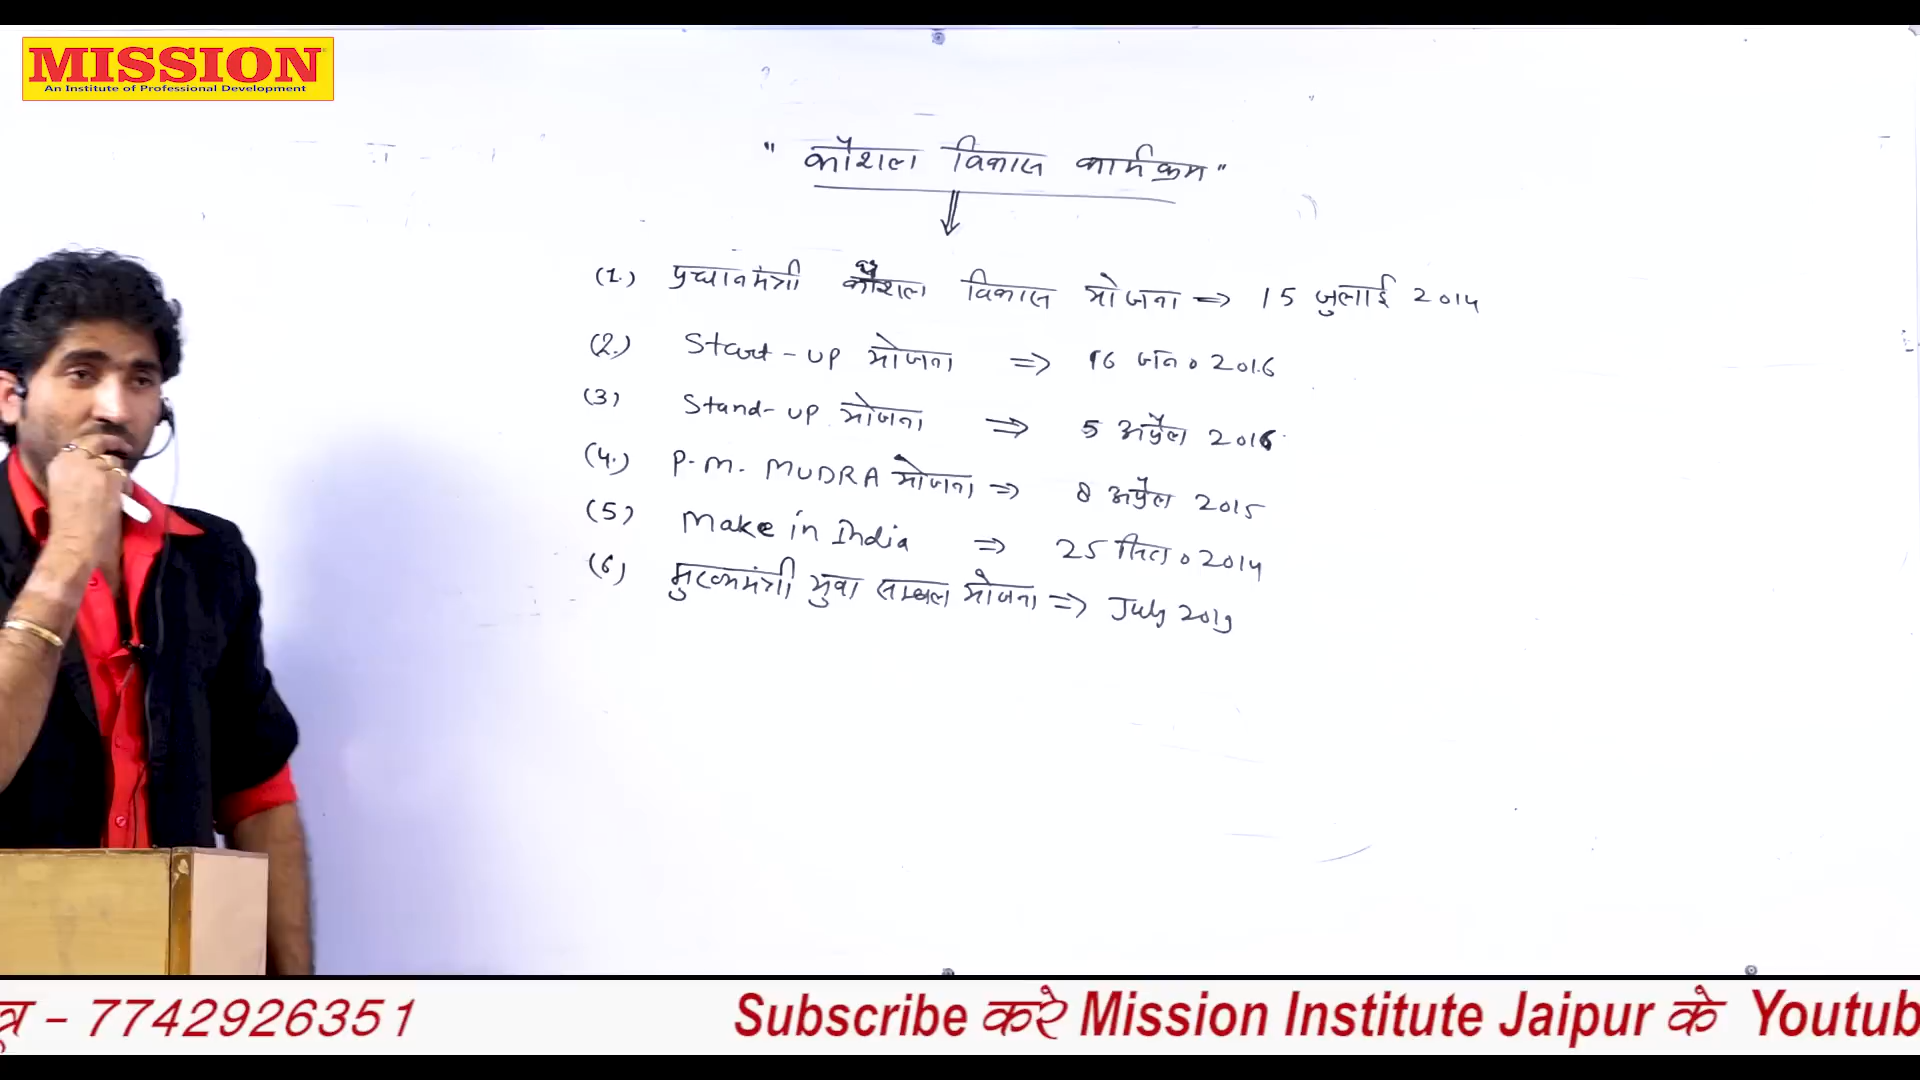 MISSION
An Institute of Professional Development
" कौशल विकास कार्यक्रम "
(1.) प्रधानमंत्री कौशल विकास योजना => 15 जुलाई 2014
(2.) Start-up योजना => 16 जन० 2016
(3) Stand-up योजना => 5 अप्रैल 2016
(4.) P.M. MUDRA योजना => 8 अप्रैल 2015
(5) Make in India => 25 सित० 2014
(6) मुख्यमंत्री युवा सम्बल योजना => July 2019
- 7742926351 Subscribe करे Mission Institute Jaipur के Youtub